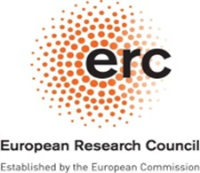 erc
European Research Council
Established by the European Commission